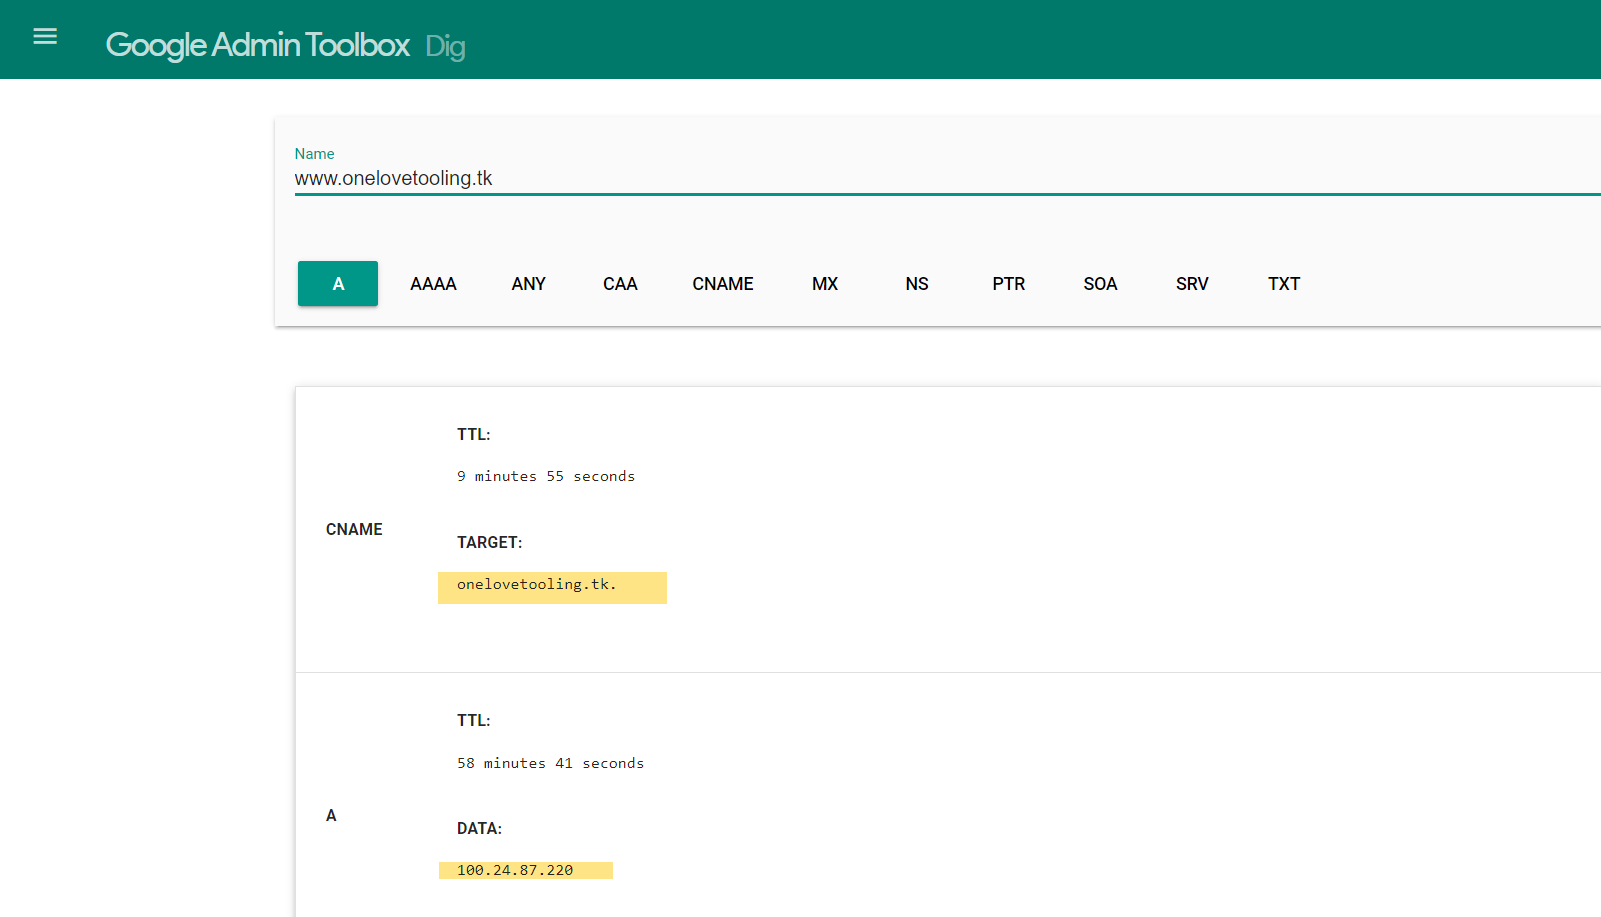 Google Admin Toolbox Dig
Name
www.onelovetooling.tk
A AAAA ANY CAA CNAME MX NS PTR SOA SRV TXT
TTL:
9 minutes 55 seconds
CNAME
TARGET:
onelovetooling.tk.
TTL:
58 minutes 41 seconds
A
DATA:
100.24.87.220